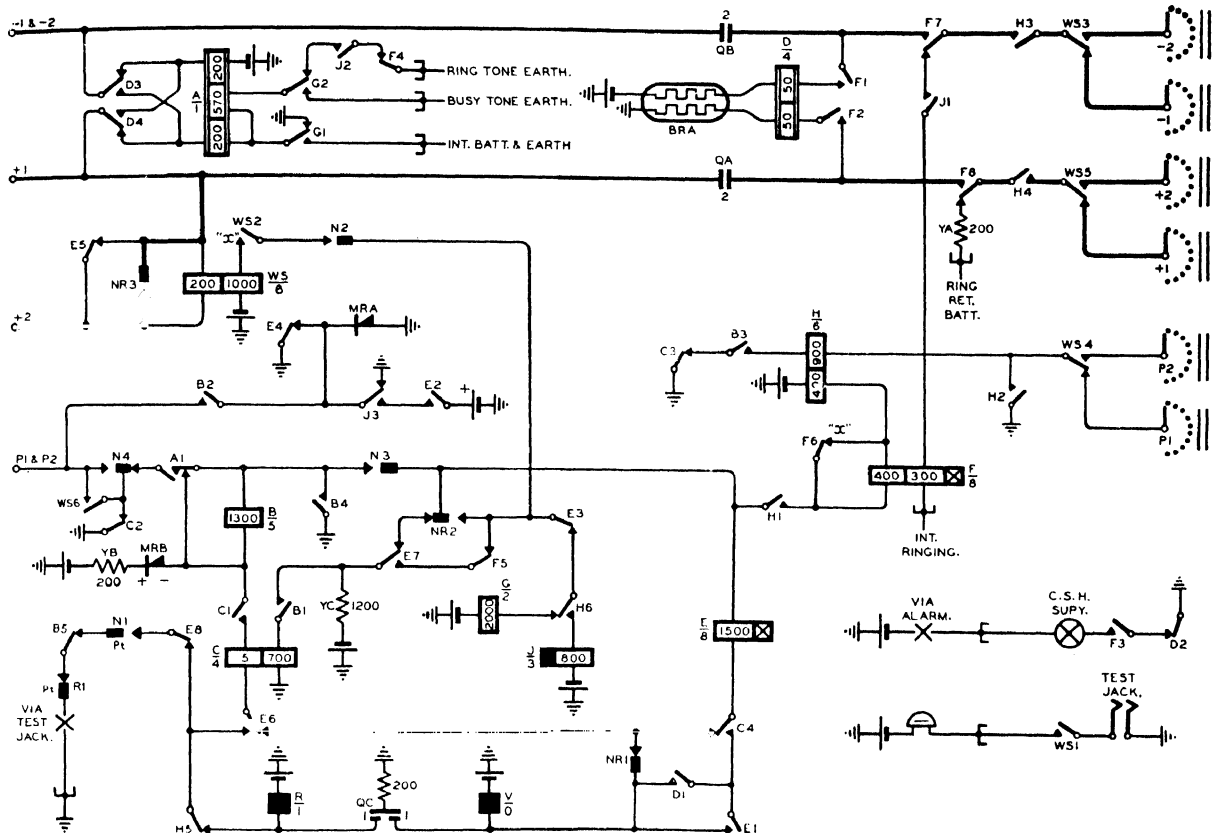 -1 & -2
2
QB
D
4
F7
H3
WS3
-2
200
570
200
A
1
D3
D4
J2
F4
G2
G1
RING TONE EARTH.
BUSY TONE EARTH.
INT. BATT. & EARTH
BRA
50
50
F1
F2
J1
-1
+1
QA
2
F8
H4
WS5
+2
E5
NR3
"x"
WS2
N2
200 1000
WS
8
YA 200
RING
RET.
BATT.
+1
+2
C
E4
MRA
C3
B3
H
6
900
400
WS4
P2
B2
J3
E2
+
H2
F6
"x"
P1
P1 & P2
N4
A1
N3
400 300
F
8
WS6
C2
1300
B
5
B4
NR2
E3
H1
INT.
RINGING.
YB
200
MRB
+ -
E7
F5
C1
B1
YC 1200
G
2
2000
H6
B5
N1
Pt
E8
C
4
5 700
J
3
800
E
8
1500
VIA
ALARM.
C.S.H.
SUPY.
F3
D2
Pt
R1
VIA
TEST
JACK.
E6
C4
TEST
JACK.
NR1
WS1
R
1
200
QC
1 1
V
0
D1
H5
E1